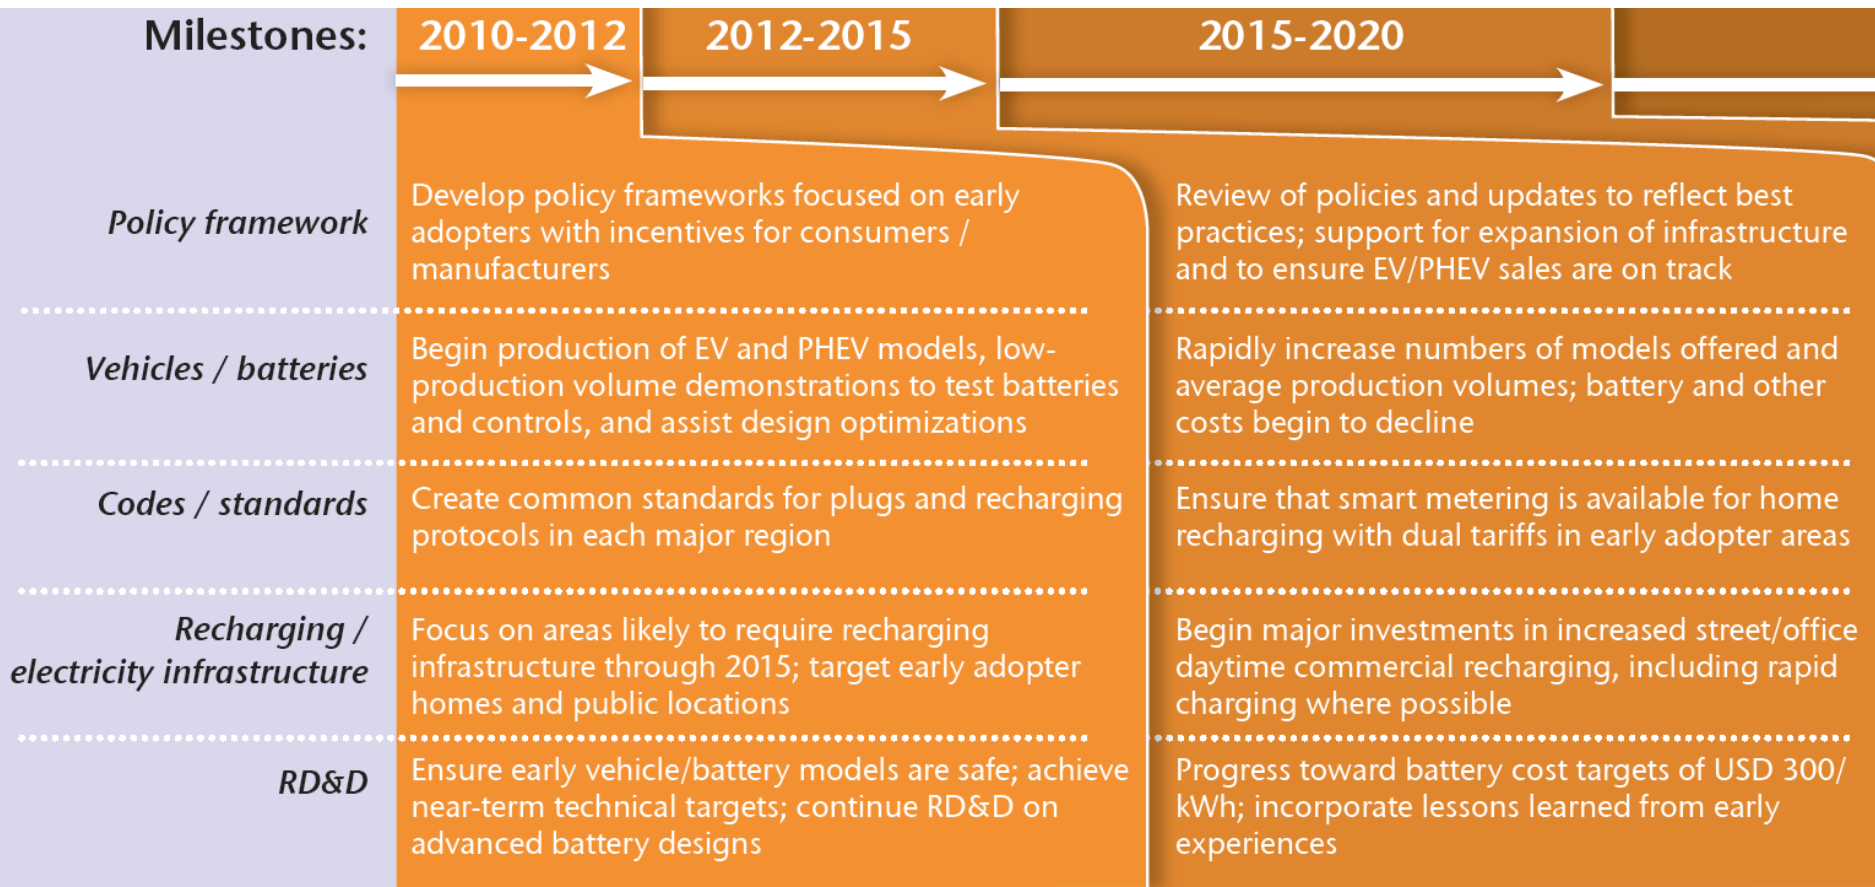 Milestones: 2010-2012 2012-2015 2015-2020
Policy framework
Develop policy frameworks focused on early
adopters with incentives for consumers /
manufacturers
Review of policies and updates to reflect best
practices; support for expansion of infrastructure
and to ensure EV/PHEV sales are on track
Vehicles / batteries
Begin production of EV and PHEV models, low-
production volume demonstrations to test batteries
and controls, and assist design optimizations
Rapidly increase numbers of models offered and
average production volumes; battery and other
costs begin to decline
Codes / standards
Create common standards for plugs and recharging
protocols in each major region
Ensure that smart metering is available for home
recharging with dual tariffs in early adopter areas
Recharging /
electricity infrastructure
Focus on areas likely to require recharging
infrastructure through 2015; target early adopter
homes and public locations
Begin major investments in increased street/office
daytime commercial recharging, including rapid
charging where possible
RD&D
Ensure early vehicle/battery models are safe; achieve
near-term technical targets; continue RD&D on
advanced battery designs
Progress toward battery cost targets of USD 300/
kWh; incorporate lessons learned from early
experiences